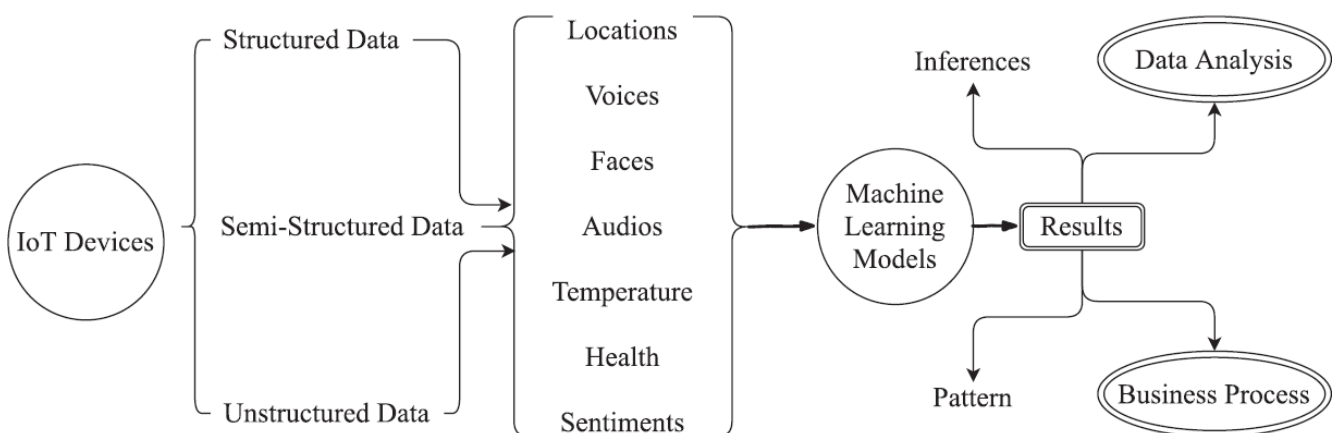 IoT Devices
Structured Data
Semi-Structured Data
Unstructured Data
Locations
Voices
Faces
Audios
Temperature
Health
Sentiments
Machine
Learning
Models
Results
Inferences
Data Analysis
Pattern
Business Process